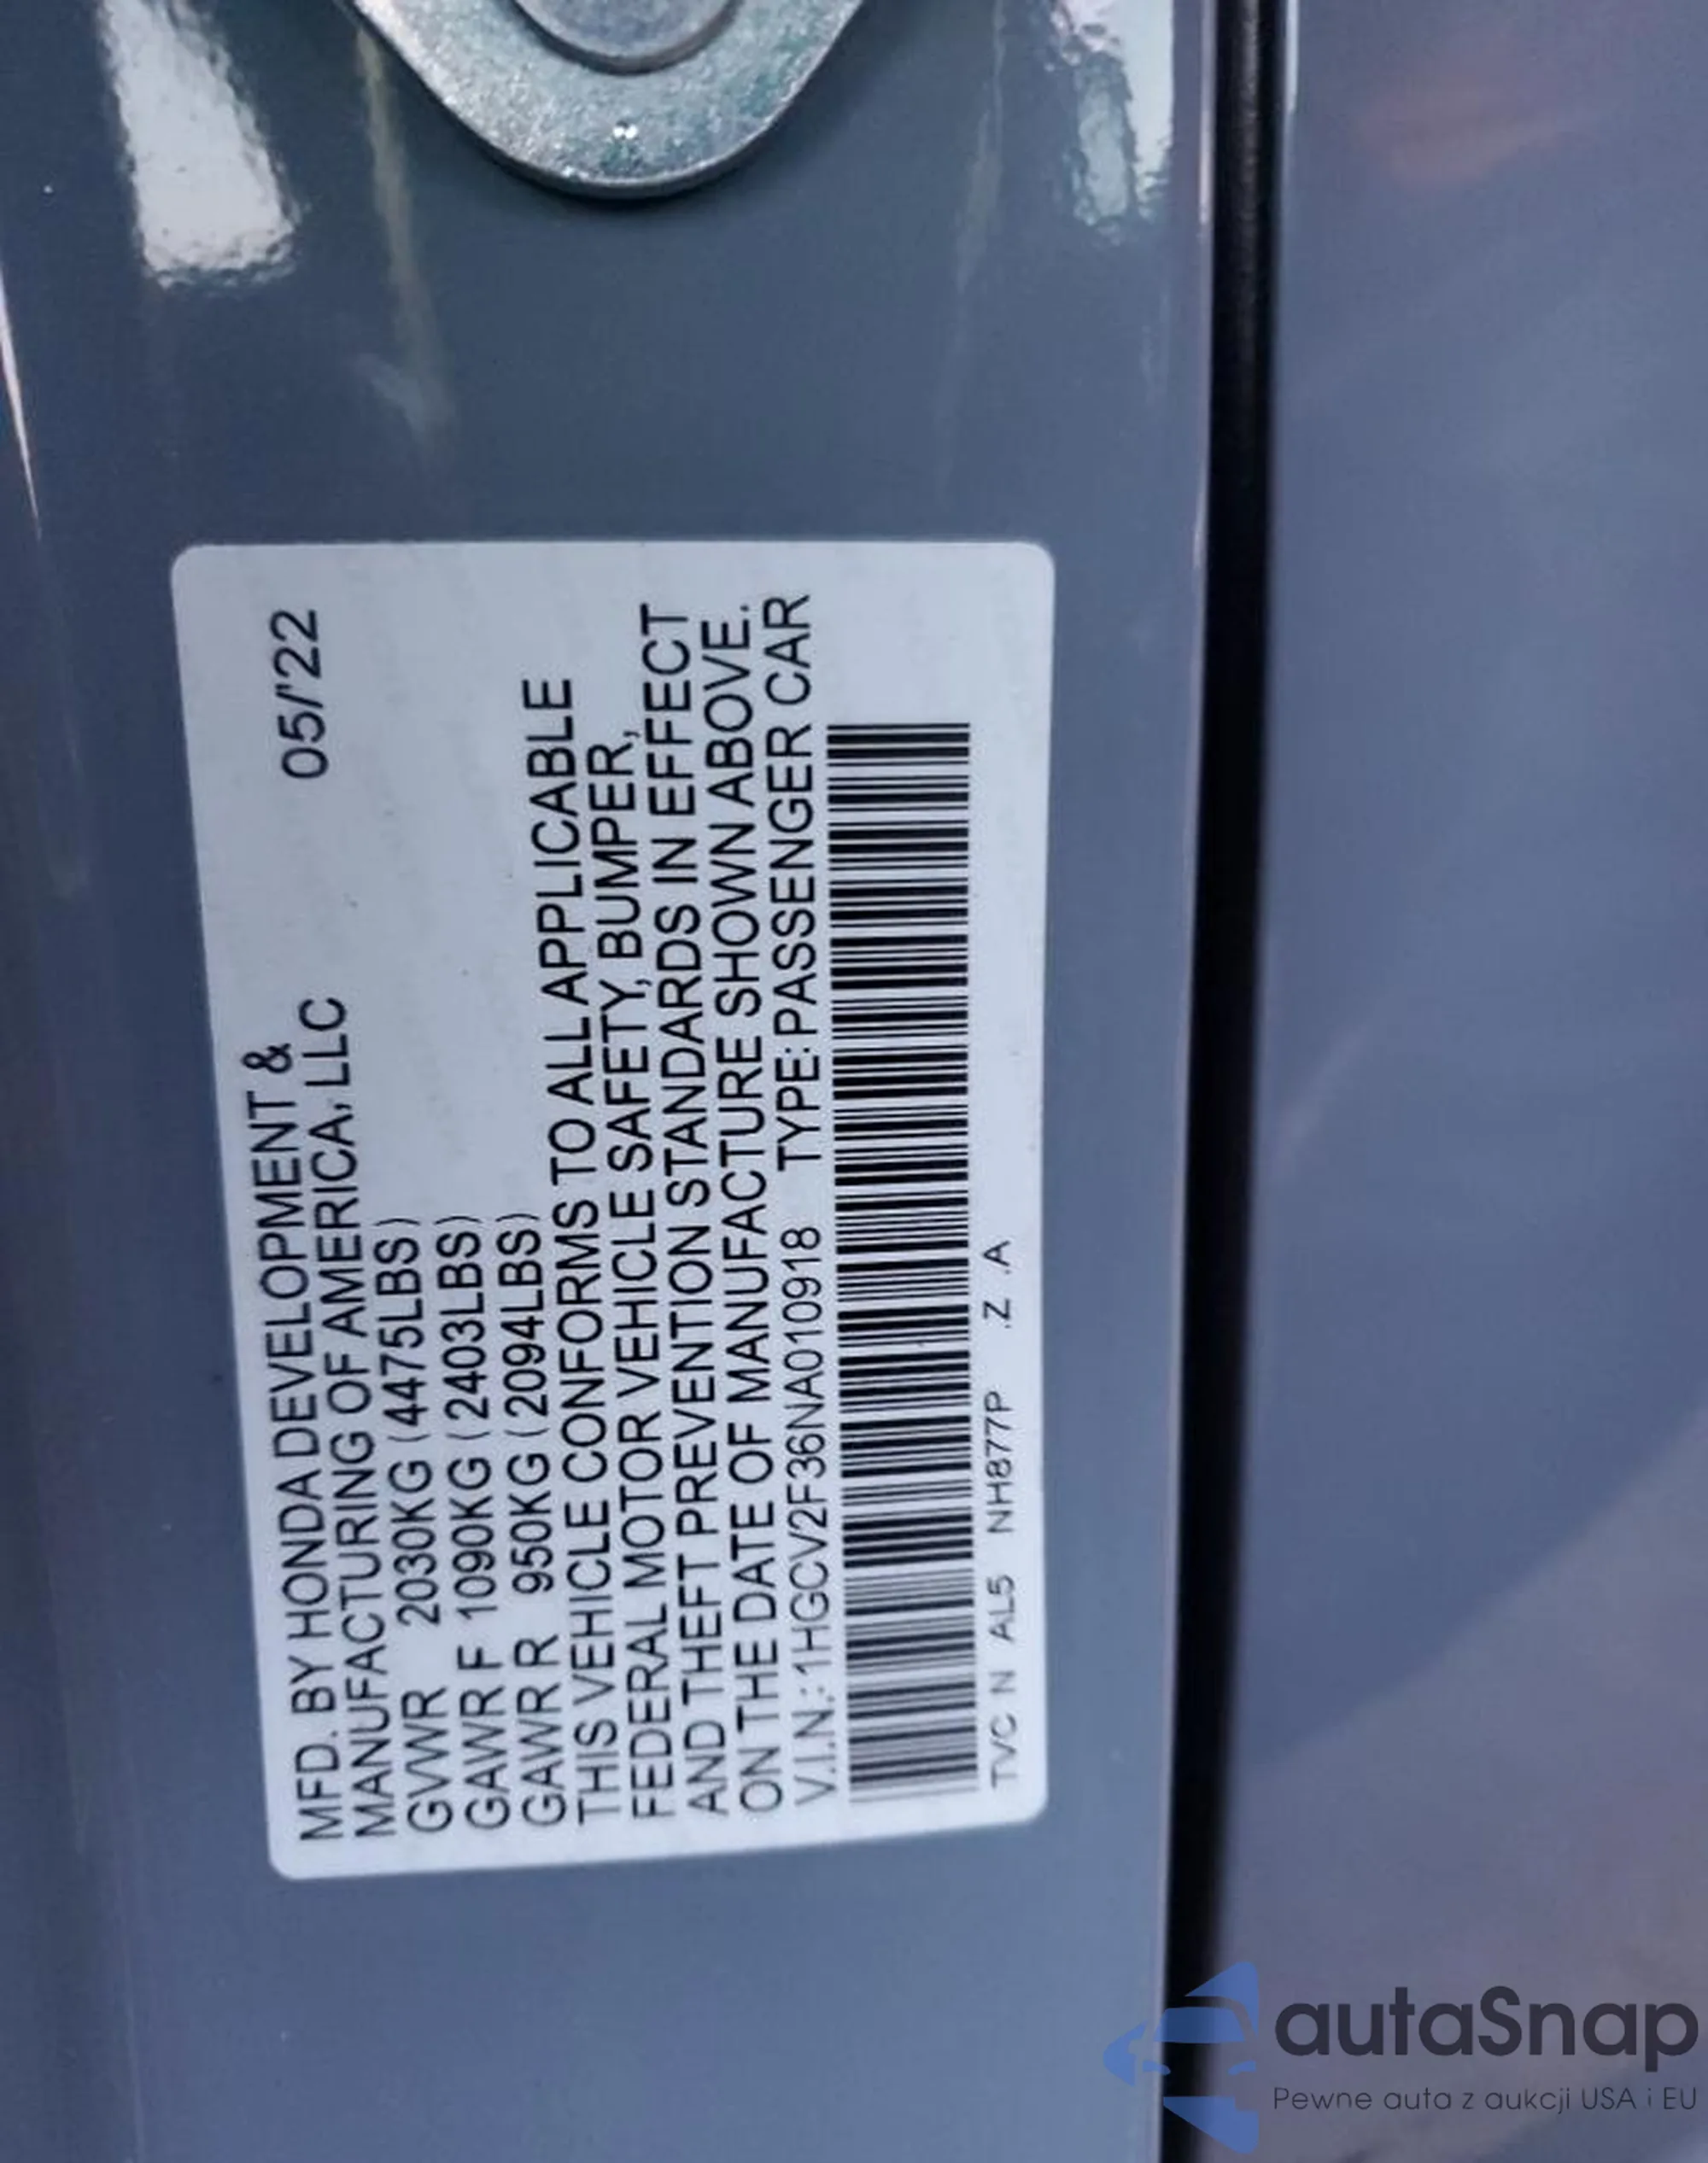 MFD. BY HONDA DEVELOPMENT &
MANUFACTURING OF AMERICA, LLC 05/'22
GVWR 2030KG (4475LBS)
GAWR F 1090KG (2403LBS)
GAWR R 950KG (2094LBS)
THIS VEHICLE CONFORMS TO ALL APPLICABLE
FEDERAL MOTOR VEHICLE SAFETY, BUMPER,
AND THEFT PREVENTION STANDARDS IN EFFECT
ON THE DATE OF MANUFACTURE SHOWN ABOVE.
V.I.N.:1HGCV2F36NA010918 TYPE:PASSENGER CAR
TVC N AL5 NH877P .Z .A
autaSnap
Pewne auta z aukcji USA i EU